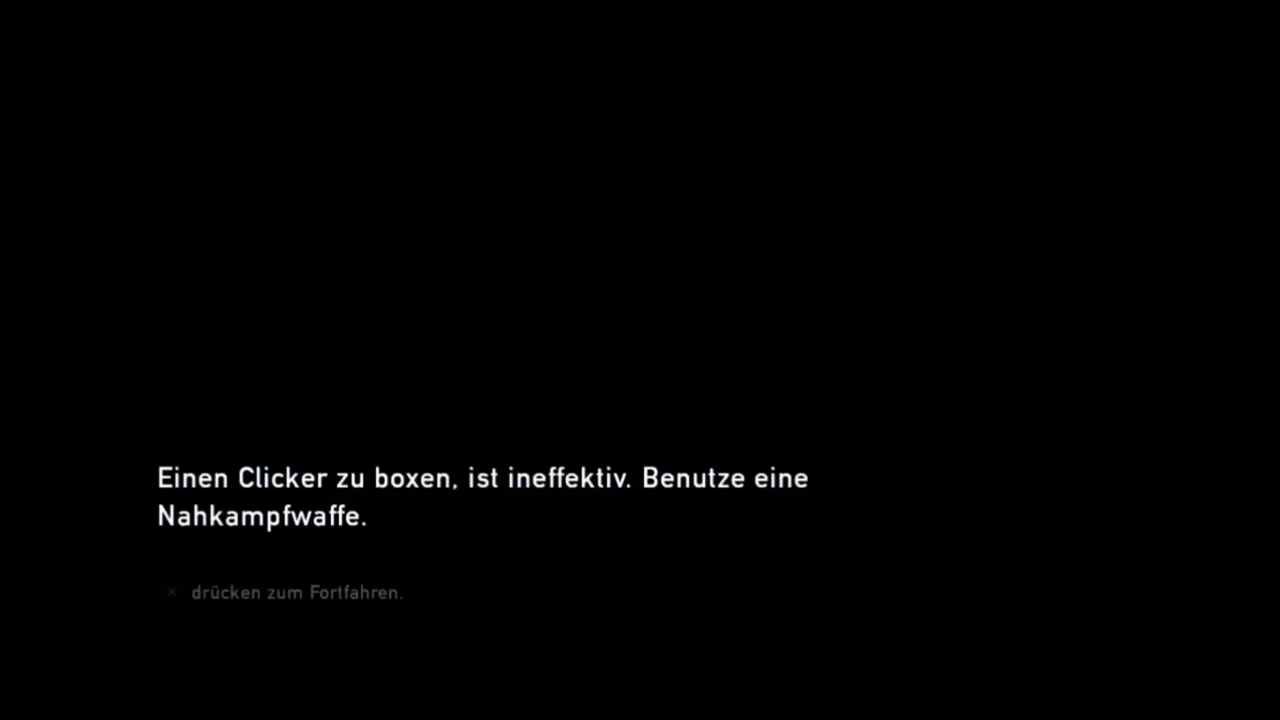 Einen Clicker zu boxen, ist ineffektiv. Benutze eine
Nahkampfwaffe.
× drücken zum Fortfahren.